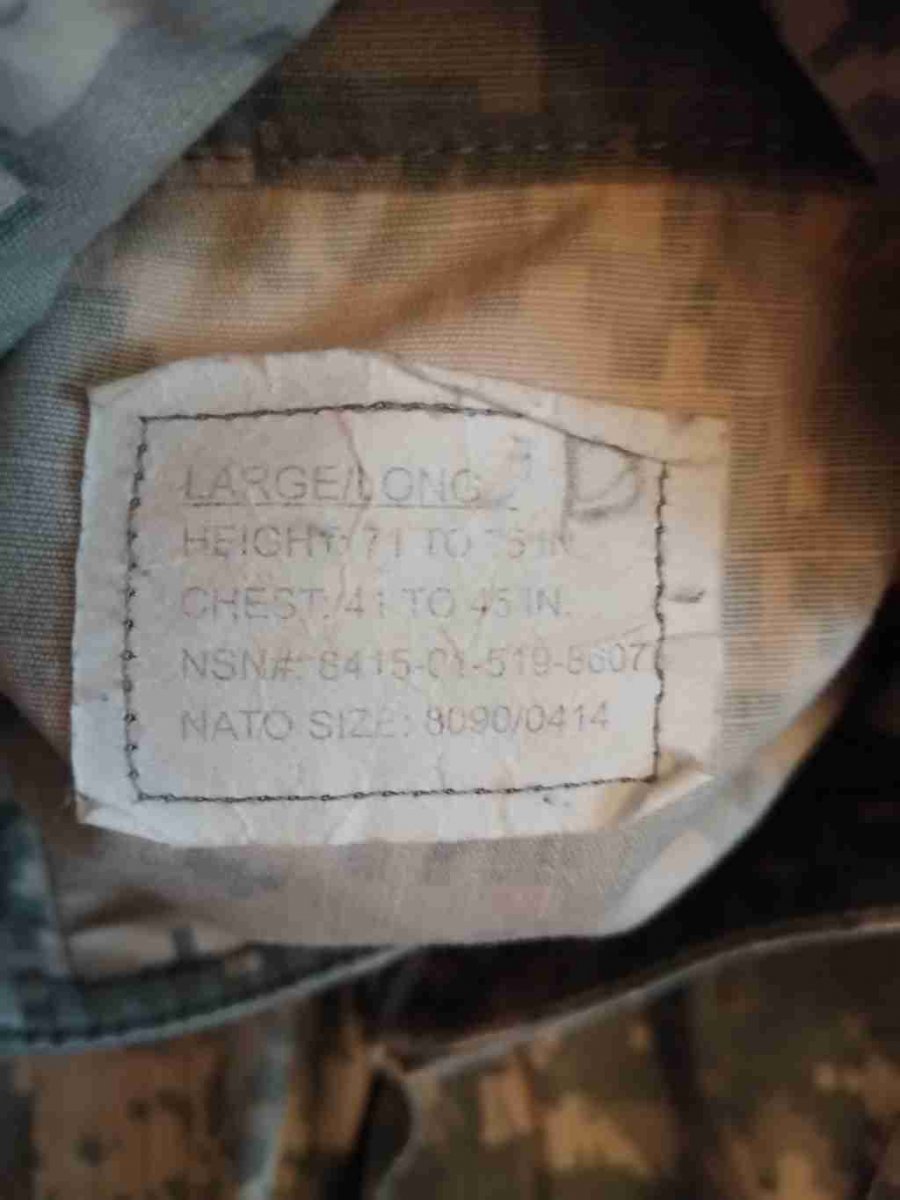 LARGE/LONG
HEIGHT: 71 TO 75 IN
CHEST: 41 TO 45 IN.
NSN#: 8415-01-519-8607
NATO SIZE: 8090/0414